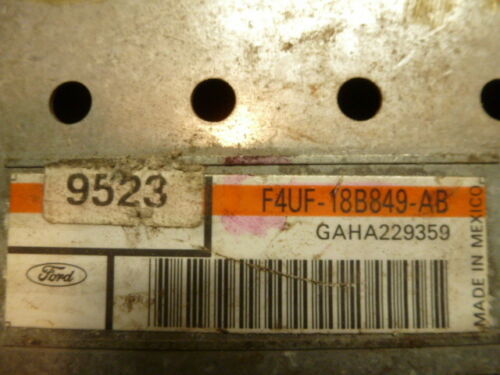 9523
F4UF-18B849-AB
GAHA229359
Ford
MADE IN MEXICO